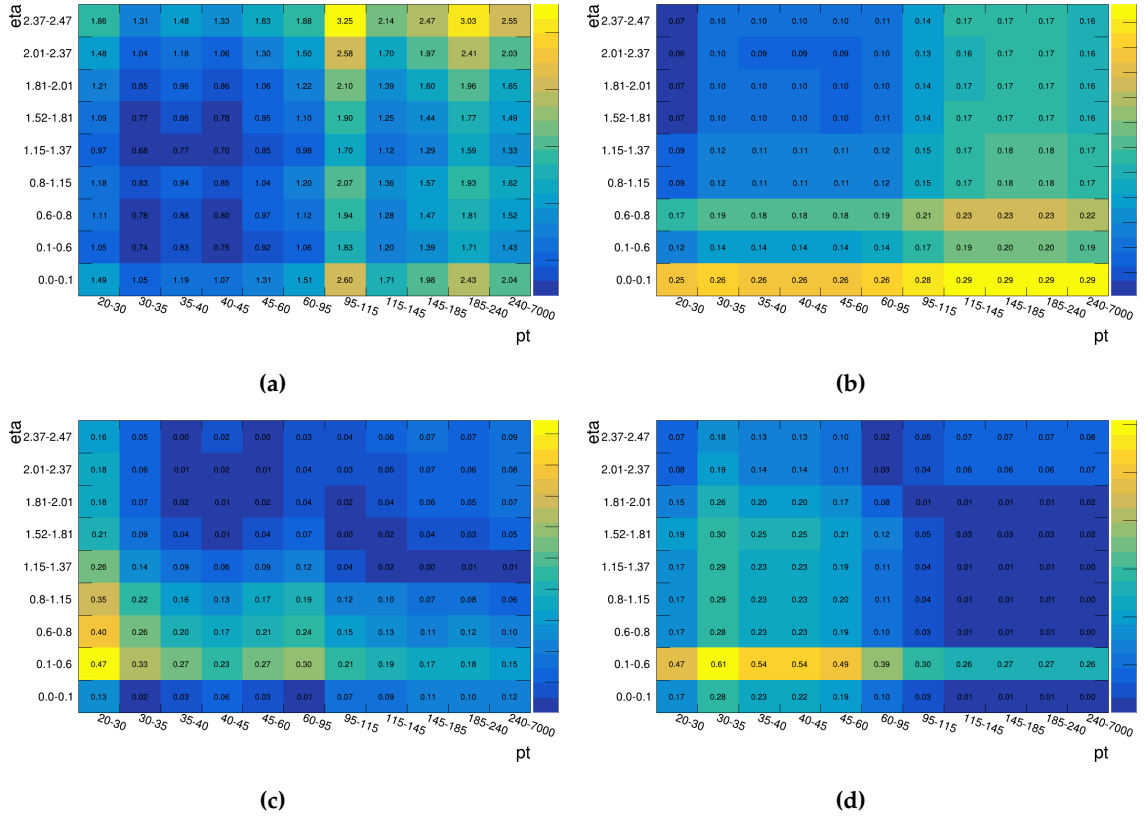 eta
2.37-2.47 1.86 1.31 1.48 1.33 1.63 1.88 3.25 2.14 2.47 3.03 2.55
2.01-2.37 1.48 1.04 1.18 1.06 1.30 1.50 2.58 1.70 1.97 2.41 2.03
1.81-2.01 1.21 0.85 0.96 0.86 1.06 1.22 2.10 1.39 1.60 1.96 1.65
1.52-1.81 1.09 0.77 0.86 0.78 0.95 1.10 1.90 1.25 1.44 1.77 1.49
1.15-1.37 0.97 0.68 0.77 0.70 0.85 0.98 1.70 1.12 1.29 1.59 1.33
0.8-1.15 1.18 0.83 0.94 0.85 1.04 1.20 2.07 1.36 1.57 1.93 1.62
0.6-0.8 1.11 0.78 0.88 0.80 0.97 1.12 1.94 1.28 1.47 1.81 1.52
0.1-0.6 1.05 0.74 0.83 0.75 0.92 1.06 1.83 1.20 1.39 1.71 1.43
0.0-0.1 1.49 1.05 1.19 1.07 1.31 1.51 2.60 1.71 1.98 2.43 2.04
20-30 30-35 35-40 40-45 45-60 60-95 95-115 115-145 145-185 185-240 240-7000
pt
(a)
eta
2.37-2.47 0.07 0.10 0.10 0.10 0.10 0.11 0.14 0.17 0.17 0.17 0.16
2.01-2.37 0.06 0.10 0.09 0.09 0.09 0.10 0.13 0.16 0.17 0.17 0.16
1.81-2.01 0.07 0.10 0.10 0.10 0.10 0.10 0.14 0.16 0.17 0.17 0.16
1.52-1.81 0.07 0.10 0.10 0.10 0.10 0.11 0.14 0.17 0.17 0.17 0.16
1.15-1.37 0.09 0.12 0.11 0.11 0.11 0.12 0.15 0.17 0.18 0.18 0.17
0.8-1.15 0.09 0.12 0.11 0.11 0.11 0.12 0.15 0.17 0.18 0.18 0.17
0.6-0.8 0.17 0.19 0.18 0.18 0.18 0.19 0.21 0.23 0.23 0.23 0.22
0.1-0.6 0.12 0.14 0.14 0.14 0.14 0.14 0.17 0.19 0.20 0.20 0.19
0.0-0.1 0.25 0.26 0.26 0.26 0.26 0.26 0.28 0.29 0.29 0.29 0.29
20-30 30-35 35-40 40-45 45-60 60-95 95-115 115-145 145-185 185-240 240-7000
pt
(b)
eta
2.37-2.47 0.16 0.05 0.00 0.02 0.00 0.03 0.04 0.06 0.07 0.07 0.09
2.01-2.37 0.18 0.06 0.01 0.02 0.01 0.04 0.03 0.05 0.07 0.06 0.08
1.81-2.01 0.18 0.07 0.02 0.01 0.02 0.04 0.02 0.04 0.06 0.05 0.07
1.52-1.81 0.21 0.09 0.04 0.01 0.04 0.07 0.00 0.02 0.04 0.03 0.05
1.15-1.37 0.26 0.14 0.09 0.06 0.09 0.12 0.04 0.02 0.00 0.01 0.01
0.8-1.15 0.35 0.22 0.16 0.13 0.17 0.19 0.12 0.10 0.07 0.08 0.06
0.6-0.8 0.40 0.26 0.20 0.17 0.21 0.24 0.15 0.13 0.11 0.12 0.10
0.1-0.6 0.47 0.33 0.27 0.23 0.27 0.30 0.21 0.19 0.17 0.18 0.15
0.0-0.1 0.13 0.02 0.03 0.06 0.03 0.01 0.07 0.09 0.11 0.10 0.12
20-30 30-35 35-40 40-45 45-60 60-95 95-115 115-145 145-185 185-240 240-7000
pt
(c)
eta
2.37-2.47 0.07 0.18 0.13 0.13 0.10 0.02 0.05 0.07 0.07 0.07 0.08
2.01-2.37 0.08 0.19 0.14 0.14 0.11 0.03 0.04 0.06 0.06 0.06 0.07
1.81-2.01 0.15 0.26 0.20 0.20 0.17 0.08 0.01 0.01 0.01 0.01 0.02
1.52-1.81 0.19 0.30 0.25 0.25 0.21 0.12 0.05 0.03 0.03 0.03 0.02
1.15-1.37 0.17 0.29 0.23 0.23 0.19 0.11 0.04 0.01 0.01 0.01 0.00
0.8-1.15 0.17 0.29 0.23 0.23 0.20 0.11 0.04 0.01 0.01 0.01 0.00
0.6-0.8 0.17 0.28 0.23 0.23 0.19 0.10 0.03 0.01 0.01 0.01 0.00
0.1-0.6 0.47 0.61 0.54 0.54 0.49 0.39 0.30 0.26 0.27 0.27 0.26
0.0-0.1 0.17 0.28 0.23 0.22 0.19 0.10 0.03 0.01 0.01 0.01 0.00
20-30 30-35 35-40 40-45 45-60 60-95 95-115 115-145 145-185 185-240 240-7000
pt
(d)